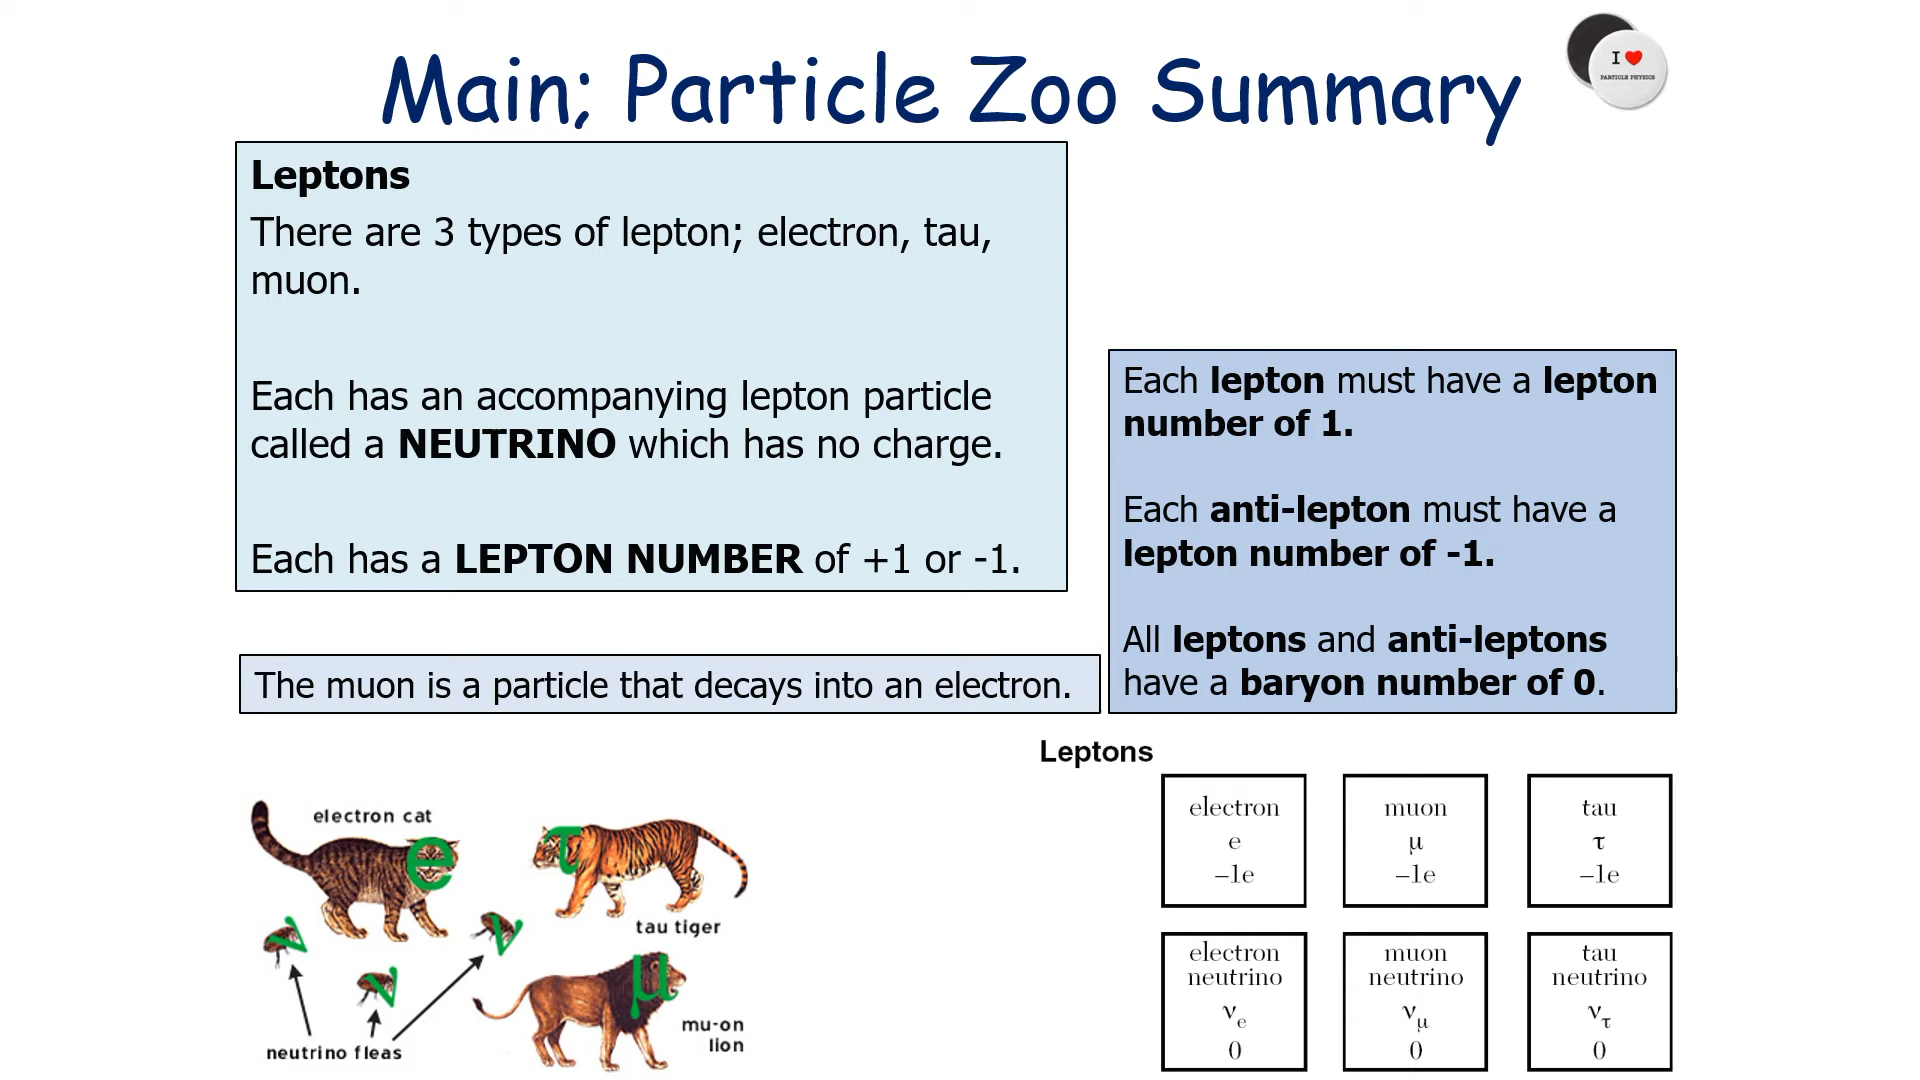 Main; Particle Zoo Summary
I ❤
PARTICLE PHYSICS
Leptons
There are 3 types of lepton; electron, tau,
muon.
Each has an accompanying lepton particle
called a NEUTRINO which has no charge.
Each has a LEPTON NUMBER of +1 or -1.
Each lepton must have a lepton
number of 1.
Each anti-lepton must have a
lepton number of -1.
All leptons and anti-leptons
have a baryon number of 0.
The muon is a particle that decays into an electron.
electron cat
e
τ
tau tiger
ν
ν
ν
μ
mu-on
lion
neutrino fleas
Leptons
electron
e
–1e
muon
μ
–1e
tau
τ
–1e
electron
neutrino
νe
0
muon
neutrino
νμ
0
tau
neutrino
ντ
0